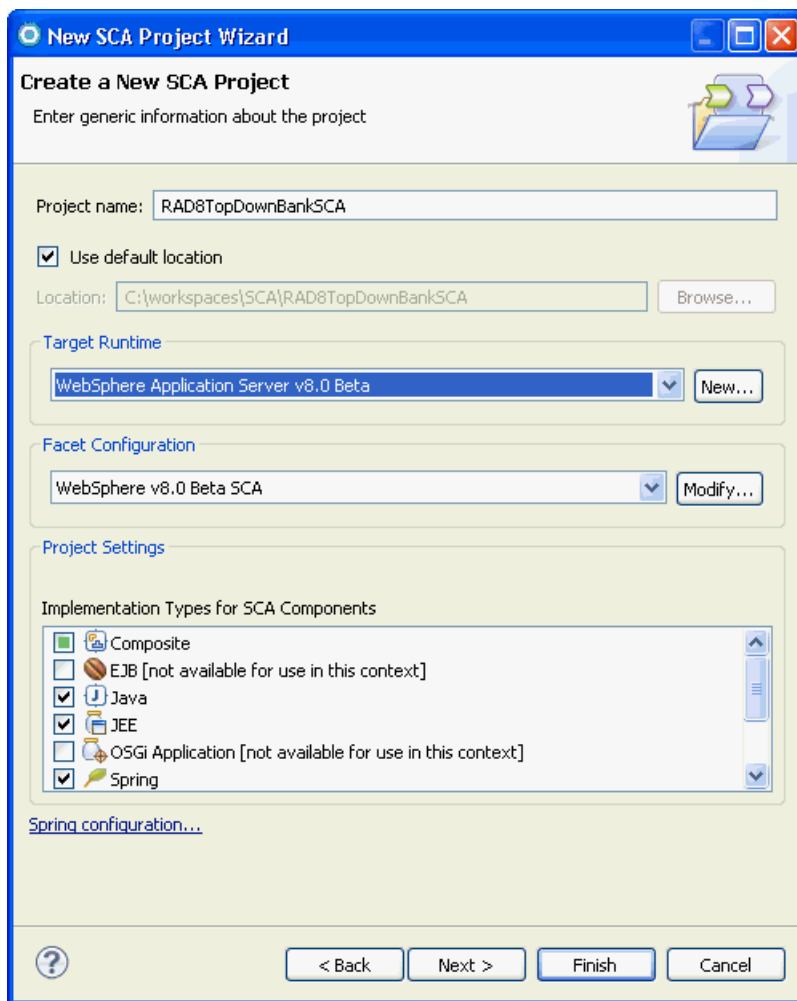 New SCA Project Wizard
Create a New SCA Project
Enter generic information about the project
Project name: RAD8TopDownBankSCA
Use default location
Location: C:\workspaces\SCA\RAD8TopDownBankSCA Browse...
Target Runtime
WebSphere Application Server v8.0 Beta New...
Facet Configuration
WebSphere v8.0 Beta SCA Modify...
Project Settings
Implementation Types for SCA Components
Composite
EJB [not available for use in this context]
Java
JEE
OSGi Application [not available for use in this context]
Spring
Spring configuration...
? < Back Next > Finish Cancel